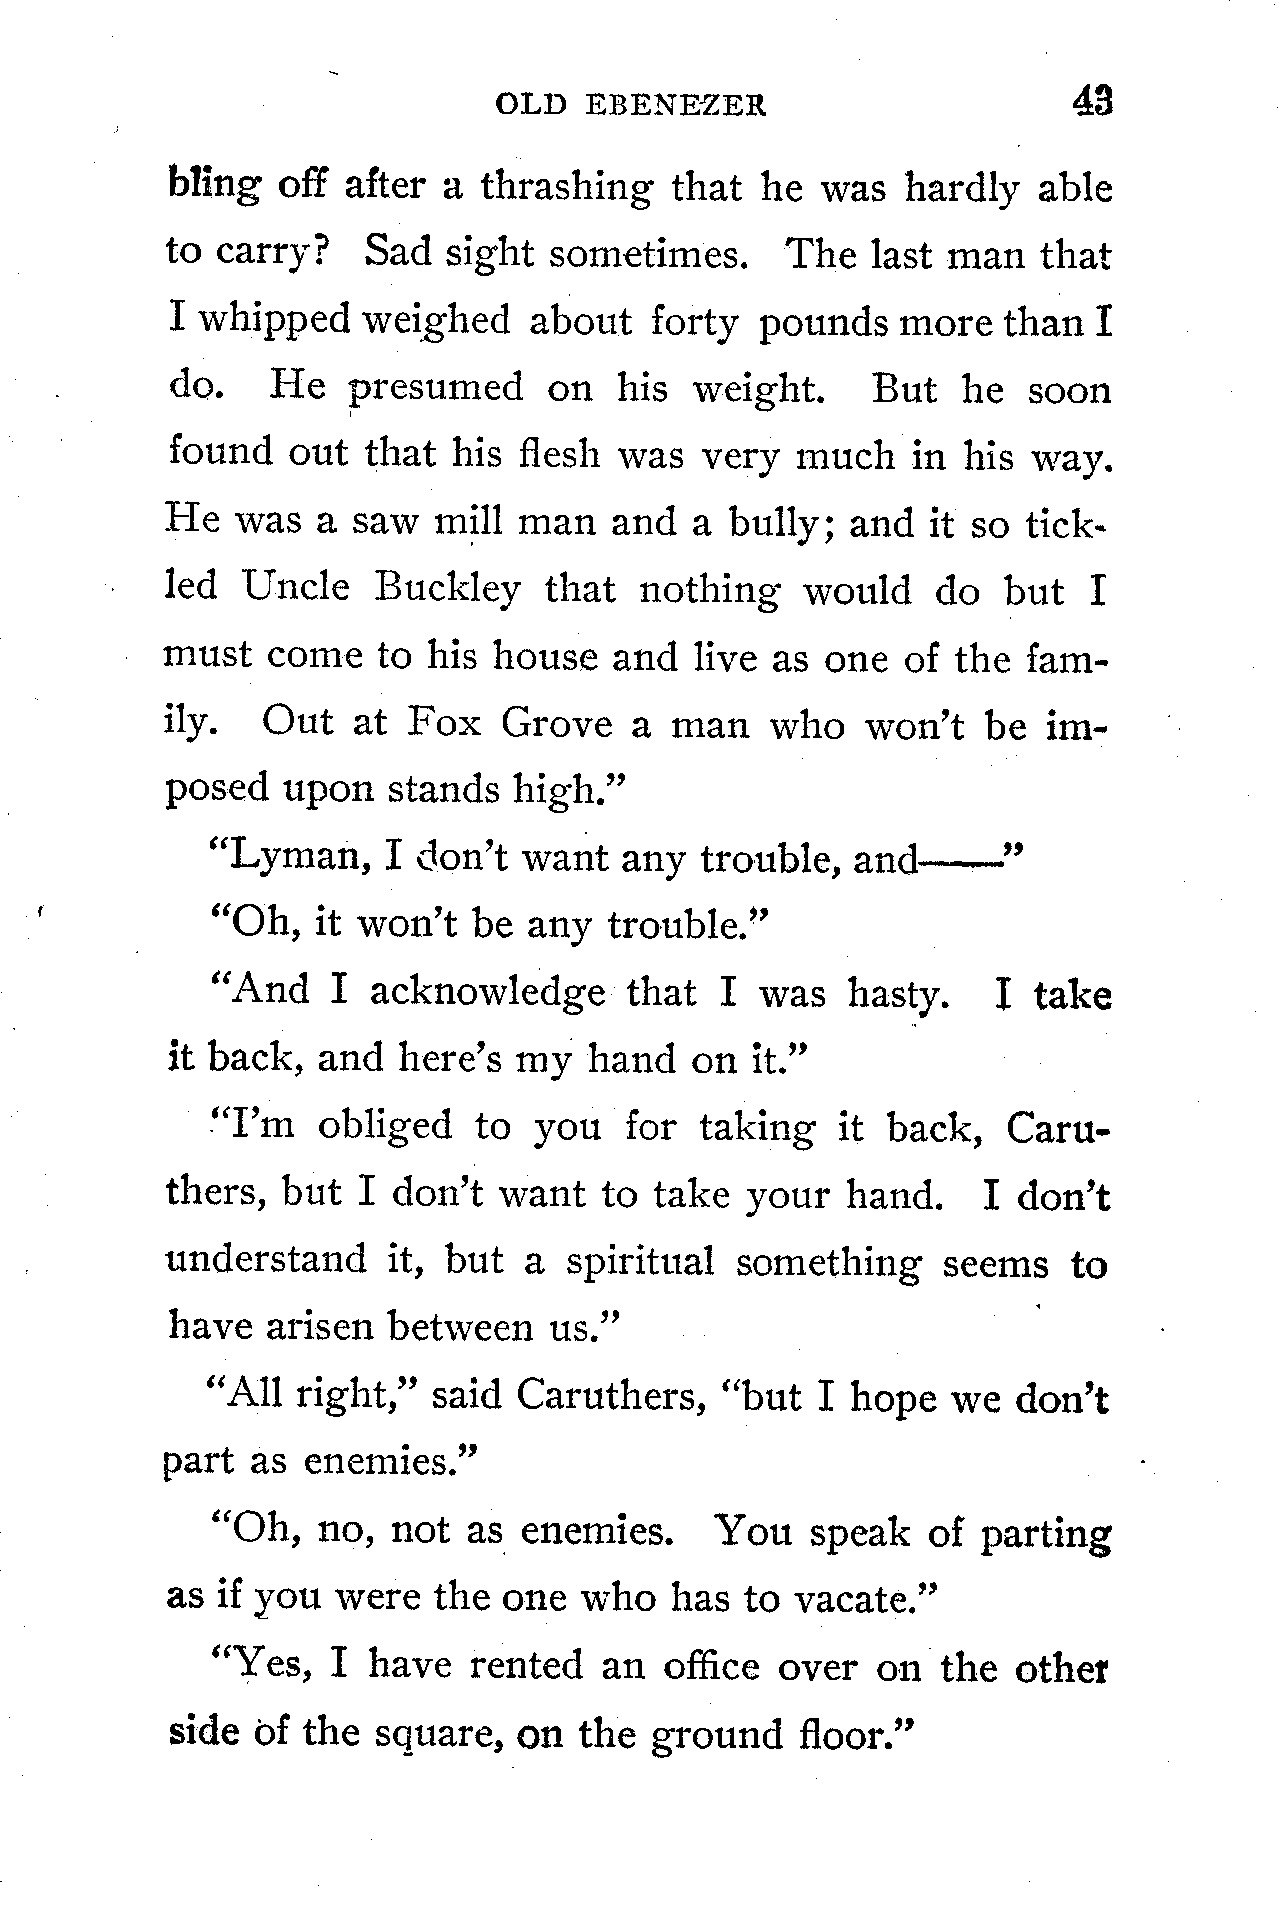 OLD EBENEZER 43
bling off after a thrashing that he was hardly able
to carry? Sad sight sometimes. The last man that
I whipped weighed about forty pounds more than I
do. He presumed on his weight. But he soon
found out that his flesh was very much in his way.
He was a saw mill man and a bully; and it so tick-
led Uncle Buckley that nothing would do but I
must come to his house and live as one of the fam-
ily. Out at Fox Grove a man who won't be im-
posed upon stands high."
"Lyman, I don't want any trouble, and——"
"Oh, it won't be any trouble."
"And I acknowledge that I was hasty. I take
it back, and here's my hand on it."
"I'm obliged to you for taking it back, Caru-
thers, but I don't want to take your hand. I don't
understand it, but a spiritual something seems to
have arisen between us."
"All right," said Caruthers, "but I hope we don't
part as enemies."
"Oh, no, not as enemies. You speak of parting
as if you were the one who has to vacate."
"Yes, I have rented an office over on the other
side of the square, on the ground floor."